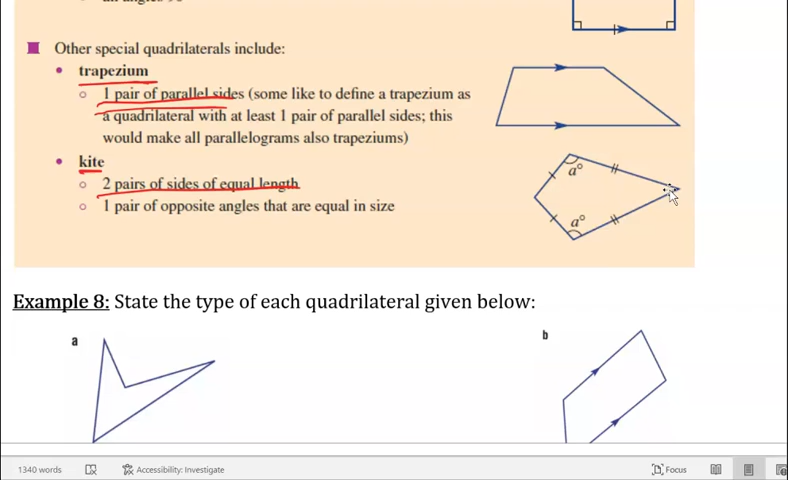 Other special quadrilaterals include:
trapezium
1 pair of parallel sides (some like to define a trapezium as
a quadrilateral with at least 1 pair of parallel sides; this
would make all parallelograms also trapeziums)
kite
2 pairs of sides of equal length
1 pair of opposite angles that are equal in size
a°
a°
Example 8: State the type of each quadrilateral given below:
a
b
1340 words
Accessibility: Investigate
Focus